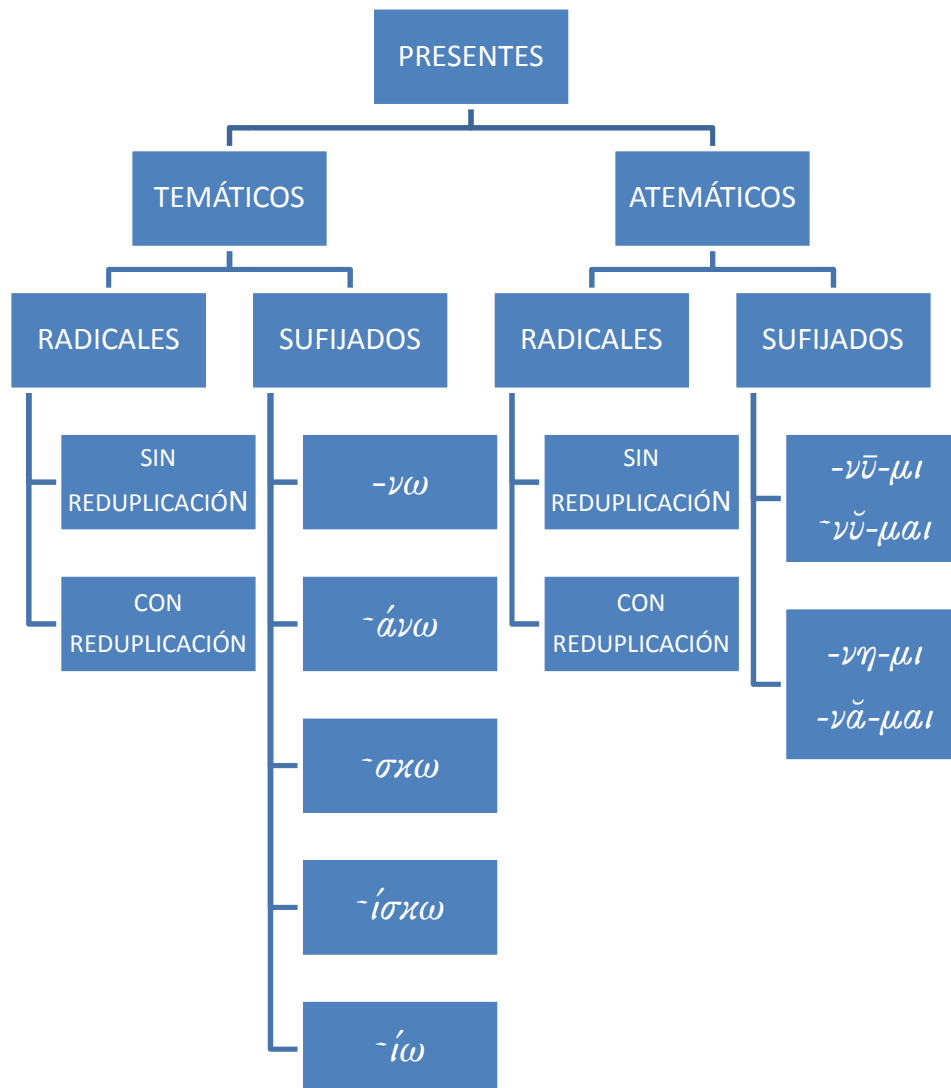 PRESENTES
TEMÁTICOS
ATEMÁTICOS
RADICALES
SUFIJADOS
RADICALES
SUFIJADOS
SIN
REDUPLICACIÓN
CON
REDUPLICACIÓN
-νω
-άνω
-σκω
-ίσκω
-ίω
SIN
REDUPLICACIÓN
CON
REDUPLICACIÓN
-νῡ-μι
-νῠ-μαι
-νη-μι
-νᾰ-μαι